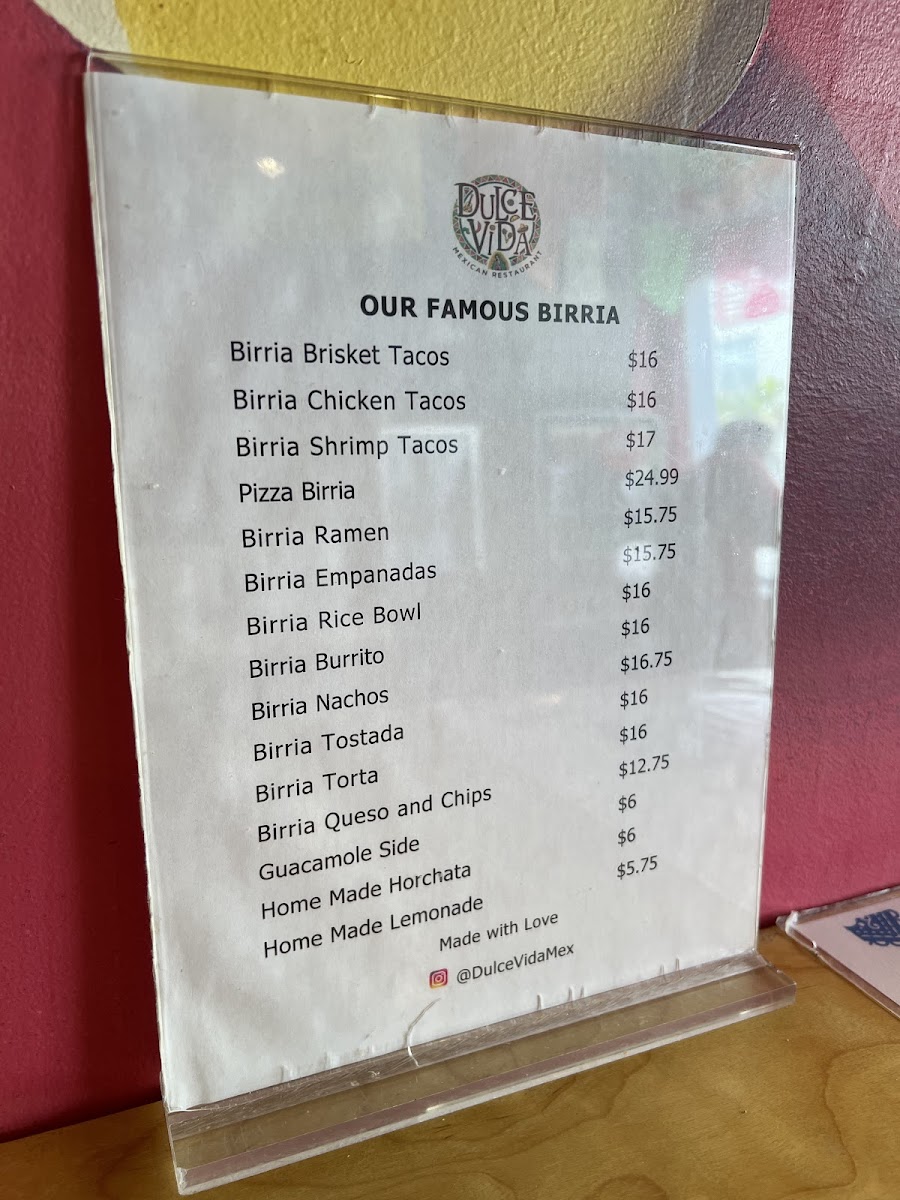 DULCE
VIDA
MEXICAN RESTAURANT
OUR FAMOUS BIRRIA
Birria Brisket Tacos $16
Birria Chicken Tacos $16
Birria Shrimp Tacos $17
Pizza Birria $24.99
Birria Ramen $15.75
Birria Empanadas $15.75
Birria Rice Bowl $16
Birria Burrito $16
Birria Nachos $16.75
Birria Tostada $16
Birria Torta $16
Birria Queso and Chips $12.75
Guacamole Side $6
Home Made Horchata $6
Home Made Lemonade $5.75
Made with Love
@DulceVidaMex